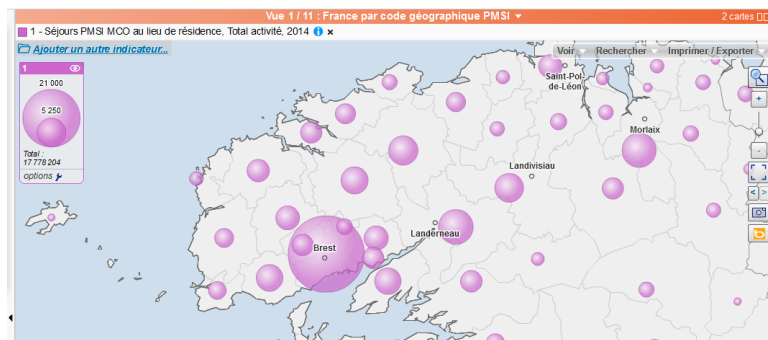 Vue 1 / 11 : France par code géographique PMSI
2 cartes
1 - Séjours PMSI MCO au lieu de résidence, Total activité, 2014
Ajouter un autre indicateur...
Voir
Rechercher
Imprimer / Exporter
1
21 000
5 250
Total :
17 778 204
options
Saint-Pol-
de-Léon
Morlaix
Landivisiau
Landerneau
Brest